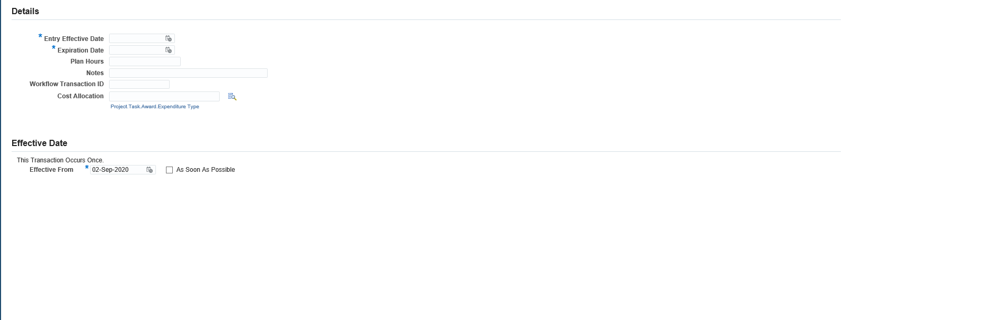 Details
* Entry Effective Date
* Expiration Date
Plan Hours
Notes
Workflow Transaction ID
Cost Allocation
Project.Task.Award.Expenditure Type
Effective Date
This Transaction Occurs Once.
Effective From * 02-Sep-2020 As Soon As Possible